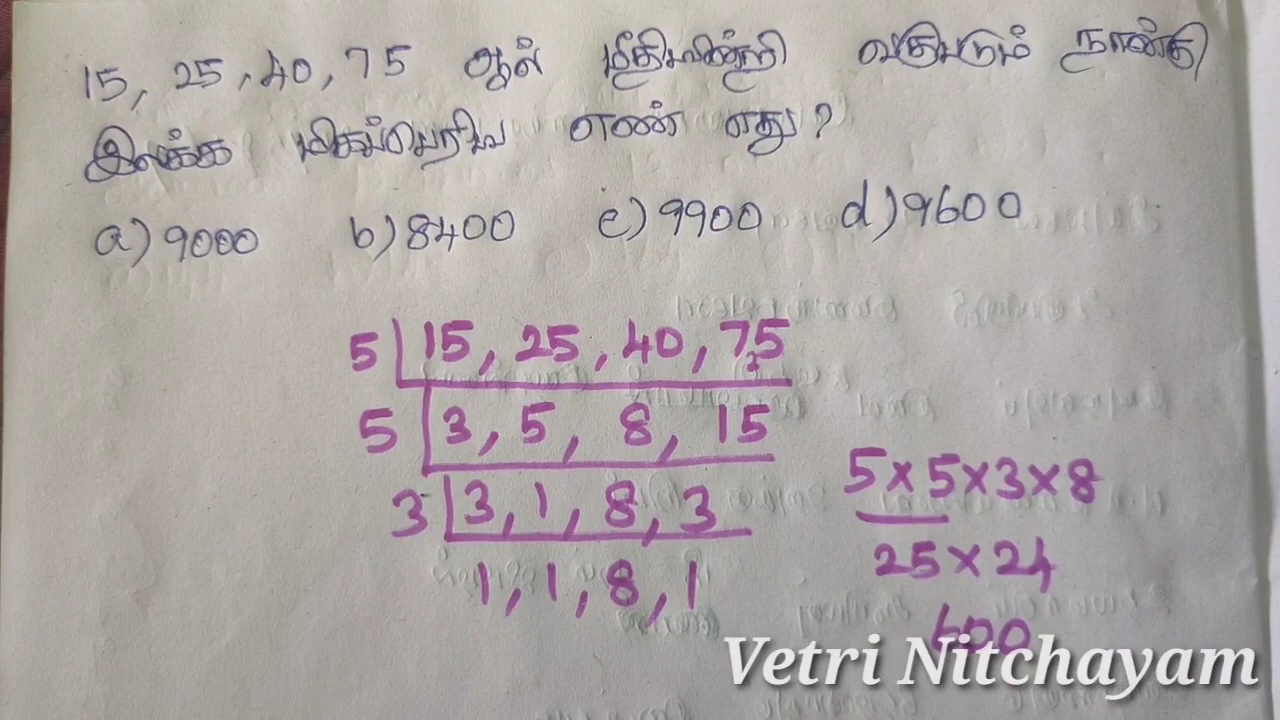 15, 25, 40, 75 ஆல் மீதியின்றி வகுபடும் நான்கு
இலக்க மிகப்பெரிய எண் எது?
a) 9000 b) 8400 c) 9900 d) 9600
5 15, 25, 40, 75
5 3, 5, 8, 15
3 3, 1, 8, 3
1, 1, 8, 1
5×5×3×8
25×24
600
Vetri Nitchayam